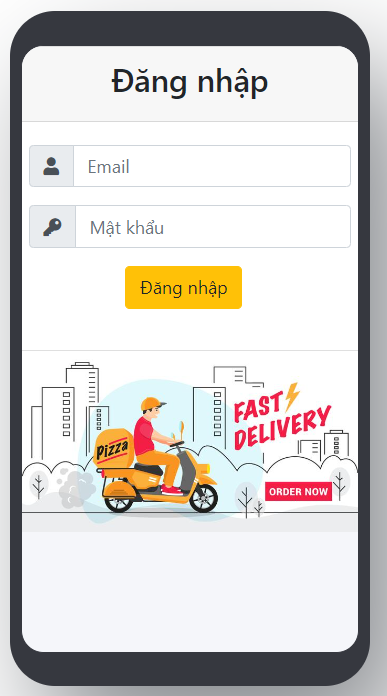 Đăng nhập
Email
Mật khẩu
Đăng nhập
FAST
DELIVERY
Pizza
ORDER NOW